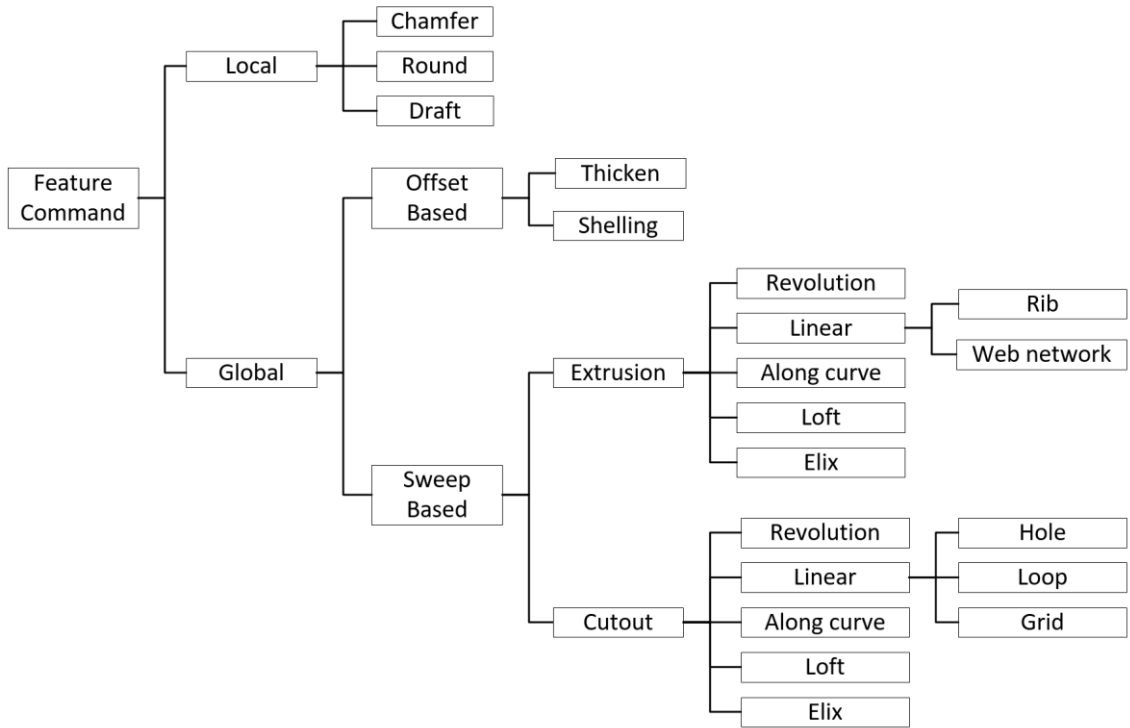 Chamfer
Local
Round
Draft
Feature
Command
Offset
Based
Thicken
Shelling
Revolution
Linear
Rib
Web network
Global
Extrusion
Along curve
Loft
Elix
Sweep
Based
Revolution
Hole
Linear
Loop
Cutout
Along curve
Grid
Loft
Elix